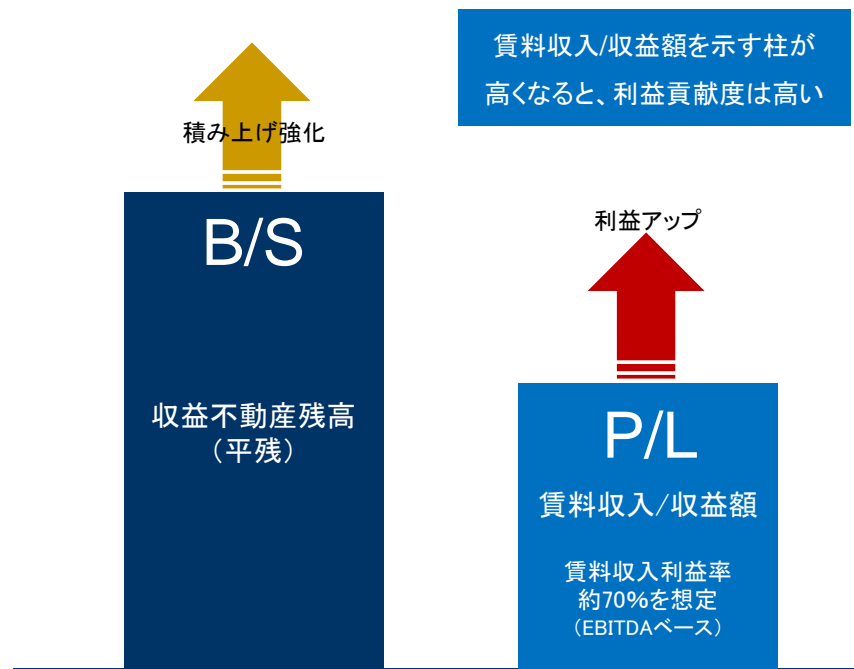 賃料収入/収益額を示す柱が
高くなると、利益貢献度は高い
積み上げ強化
B/S
収益不動産残高
（平残）
利益アップ
P/L
賃料収入/収益額
賃料収入利益率
約70%を想定
（EBITDAベース）